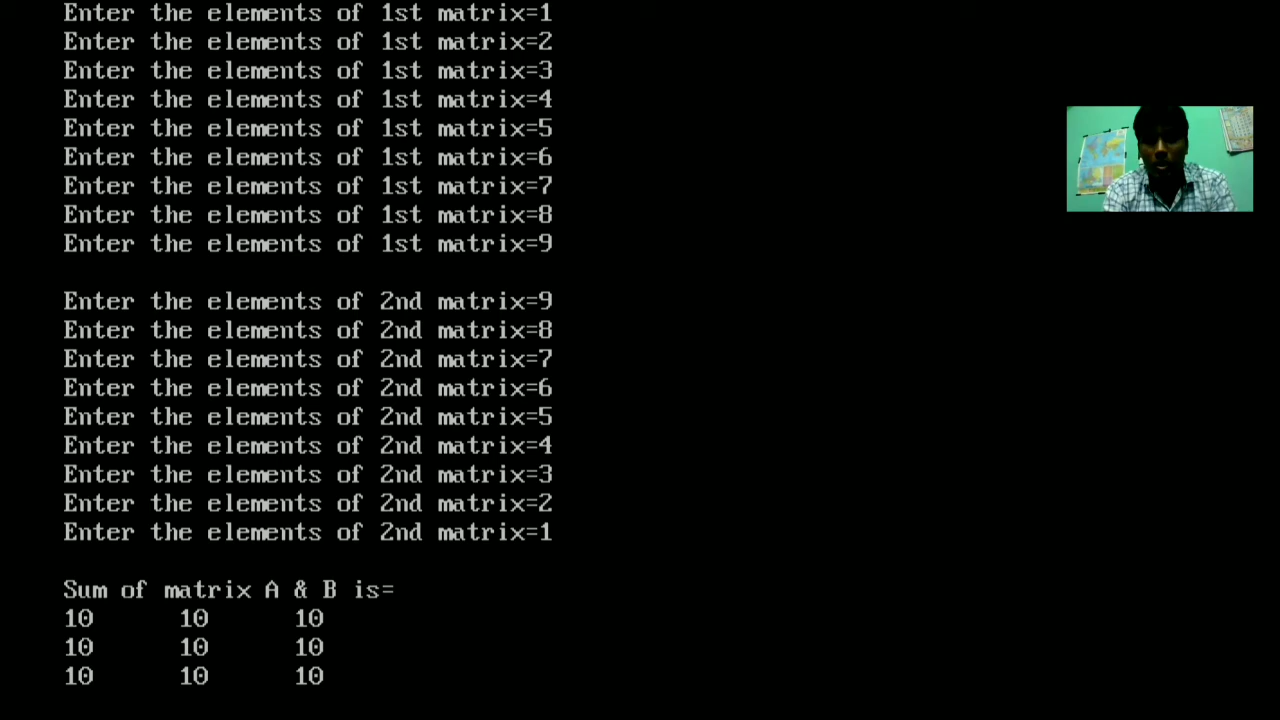 Enter the elements of 1st matrix=1
Enter the elements of 1st matrix=2
Enter the elements of 1st matrix=3
Enter the elements of 1st matrix=4
Enter the elements of 1st matrix=5
Enter the elements of 1st matrix=6
Enter the elements of 1st matrix=7
Enter the elements of 1st matrix=8
Enter the elements of 1st matrix=9
Enter the elements of 2nd matrix=9
Enter the elements of 2nd matrix=8
Enter the elements of 2nd matrix=7
Enter the elements of 2nd matrix=6
Enter the elements of 2nd matrix=5
Enter the elements of 2nd matrix=4
Enter the elements of 2nd matrix=3
Enter the elements of 2nd matrix=2
Enter the elements of 2nd matrix=1
Sum of matrix A & B is=
10 10 10
10 10 10
10 10 10